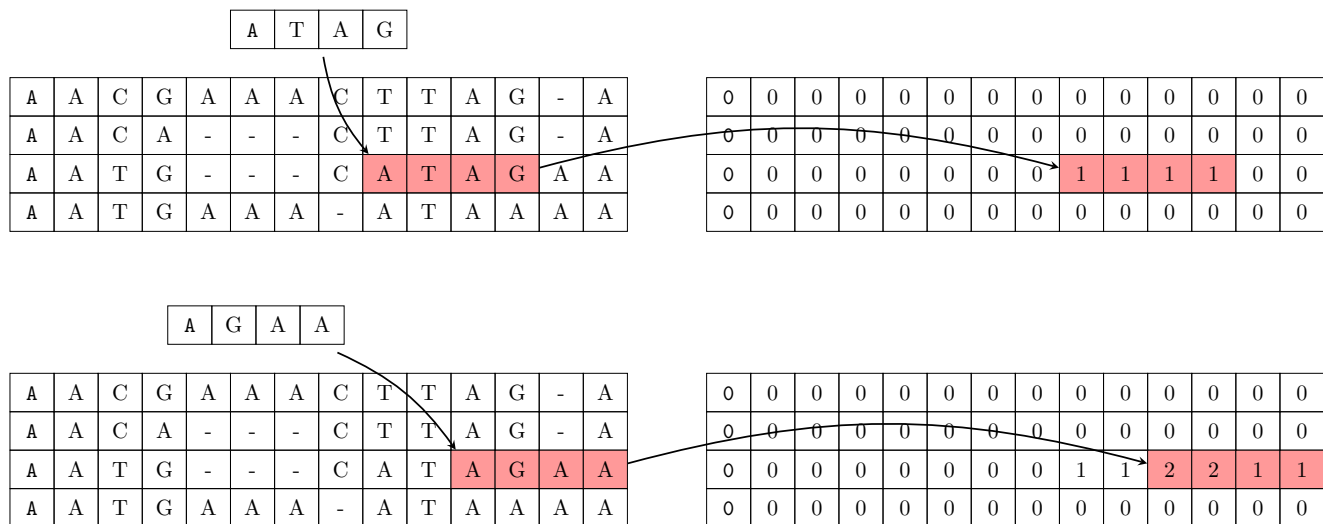 A T A G
A A C G A A A C T T A G - A 0 0 0 0 0 0 0 0 0 0 0 0 0 0
A A C A - - - C T T A G - A 0 0 0 0 0 0 0 0 0 0 0 0 0 0
A A T G - - - C A T A G A A 0 0 0 0 0 0 0 0 1 1 1 1 0 0
A A T G A A A - A T A A A A 0 0 0 0 0 0 0 0 0 0 0 0 0 0
A G A A
A A C G A A A C T T A G - A 0 0 0 0 0 0 0 0 0 0 0 0 0 0
A A C A - - - C T T A G - A 0 0 0 0 0 0 0 0 0 0 0 0 0 0
A A T G - - - C A T A G A A 0 0 0 0 0 0 0 0 1 1 2 2 1 1
A A T G A A A - A T A A A A 0 0 0 0 0 0 0 0 0 0 0 0 0 0